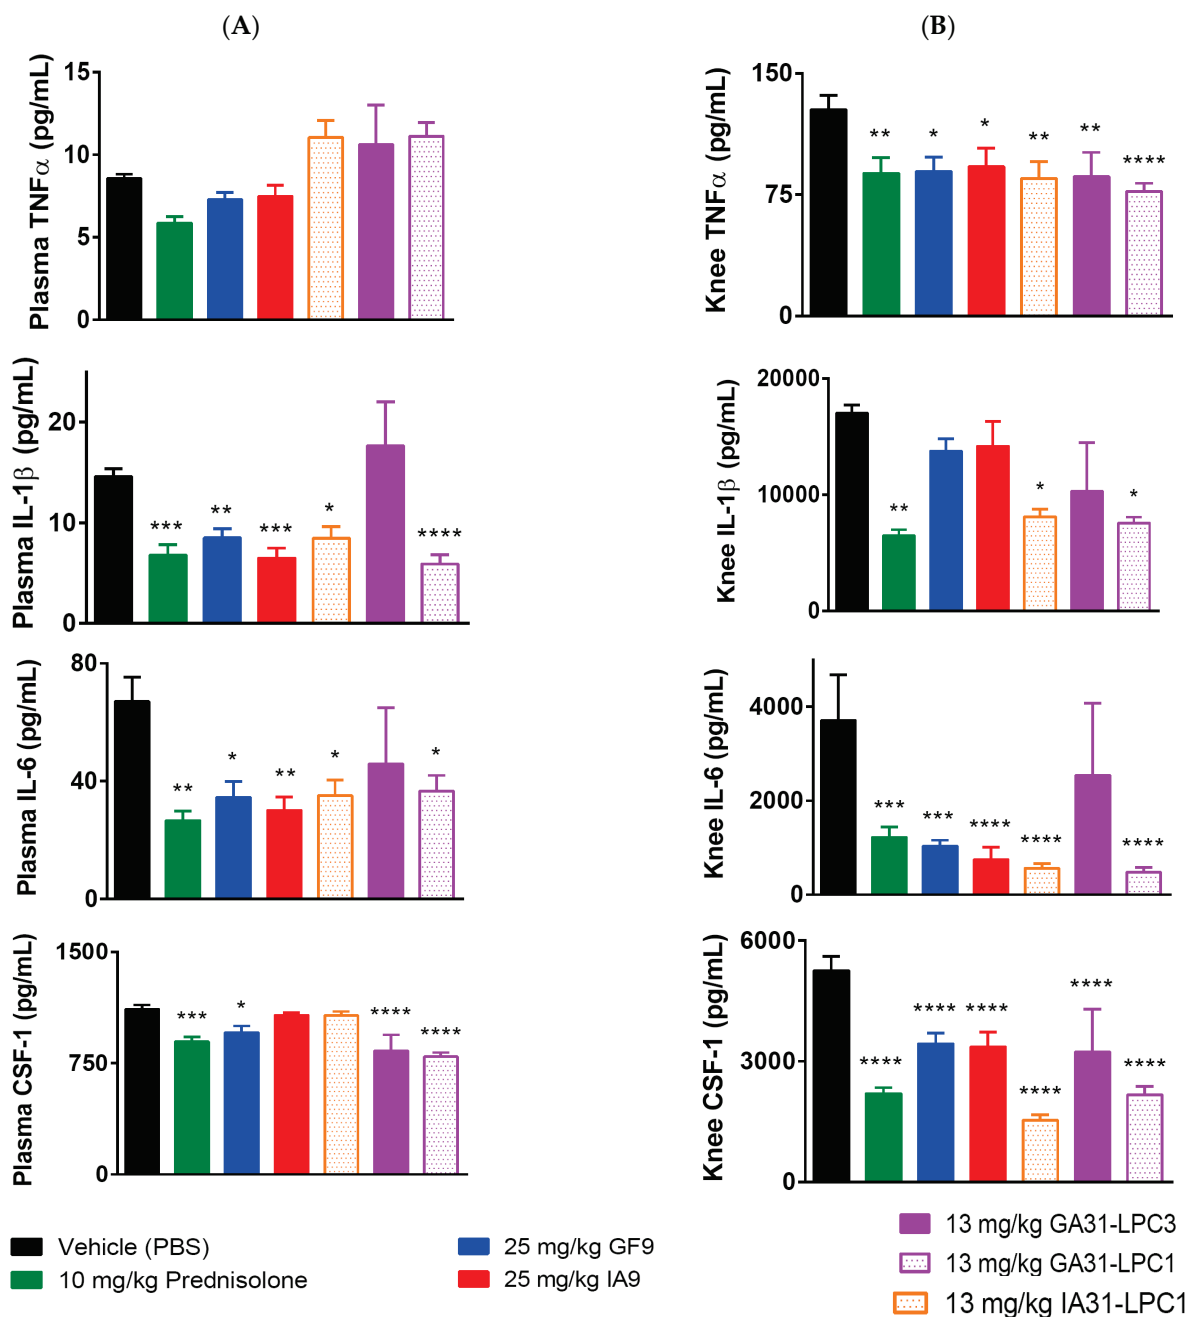 (A)
(B)
Plasma TNFα (pg/mL)
15
10
5
0
Knee TNFα (pg/mL)
150
75
0
** * * ** ** ****
Plasma IL-1β (pg/mL)
20
10
0
*** ** *** * ****
Knee IL-1β (pg/mL)
20000
10000
0
** * *
Plasma IL-6 (pg/mL)
80
40
0
** * ** * *
Knee IL-6 (pg/mL)
4000
2000
0
*** *** **** **** ****
Plasma CSF-1 (pg/mL)
1500
750
0
*** * **** ****
Knee CSF-1 (pg/mL)
6000
3000
0
**** **** **** **** **** ****
Vehicle (PBS)
10 mg/kg Prednisolone
25 mg/kg GF9
25 mg/kg IA9
13 mg/kg GA31-LPC3
13 mg/kg GA31-LPC1
13 mg/kg IA31-LPC1